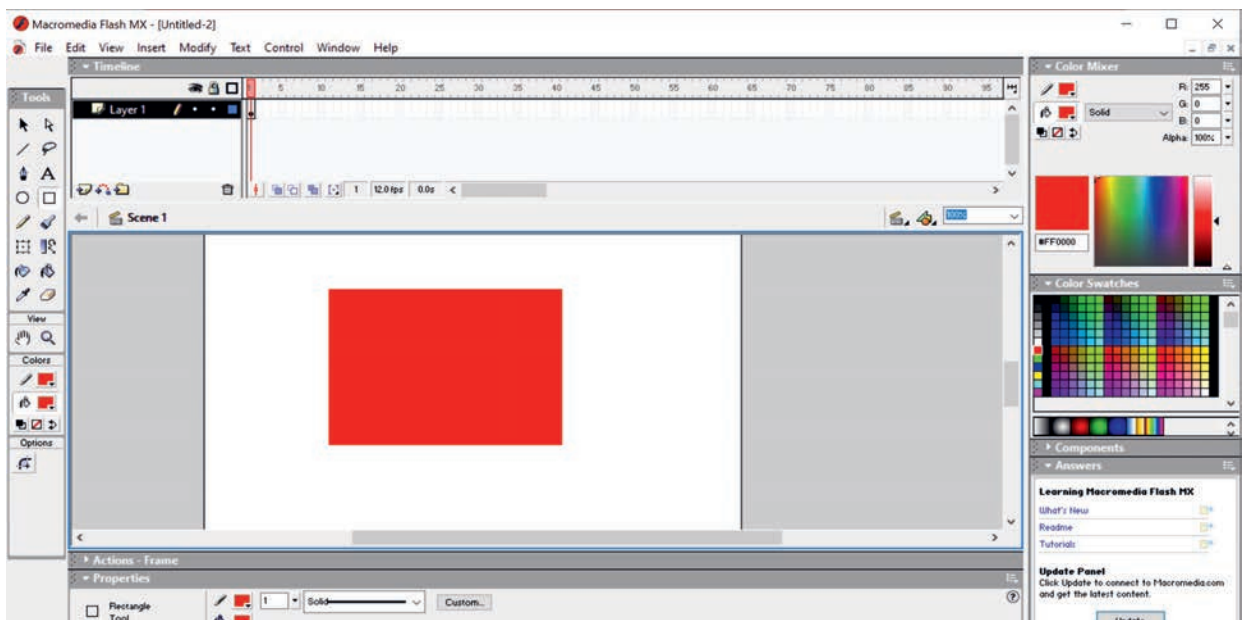 Macromedia Flash MX - [Untitled-2]
File Edit View Insert Modify Text Control Window Help
Timeline
5 10 15 20 25 30 35 40 45 50 55 60 65 70 75 80 85 90 95
Layer 1
1 12.0 fps 0.0s
Scene 1
100%
Tools
View
Colors
Options
Actions - Frame
Properties
Rectangle
Tool
1 Solid Custom...
Color Mixer
R: 255
Solid G: 0
B: 0
Alpha: 100%
#FF0000
Color Swatches
Components
Answers
Learning Macromedia Flash MX
What's New
Readme
Tutorials
Update Panel
Click Update to connect to Macromedia.com
and get the latest content.
Update